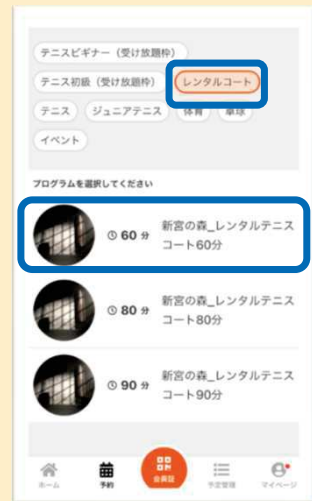 テニスビギナー（受け放題枠）
テニス初級（受け放題枠） レンタルコート
テニス ジュニアテニス 体育 卓球
イベント
プログラムを選択してください
60 分 新宮の森_レンタルテニス
コート60分
80 分 新宮の森_レンタルテニス
コート80分
90 分 新宮の森_レンタルテニス
コート90分
ホーム 予約 会員証 予定管理 マイページ